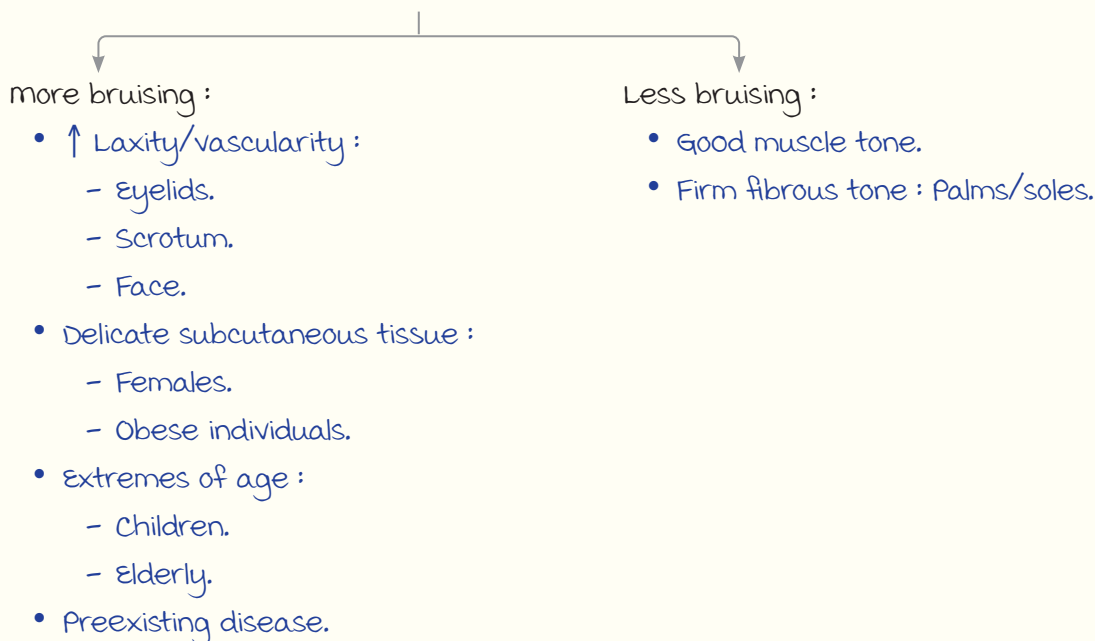 more bruising :
• ↑ Laxity/vascularity :
– Eyelids.
– Scrotum.
– Face.
• Delicate subcutaneous tissue :
– Females.
– Obese individuals.
• Extremes of age :
– Children.
– Elderly.
• Preexisting disease.
Less bruising :
• Good muscle tone.
• Firm fibrous tone : Palms/soles.